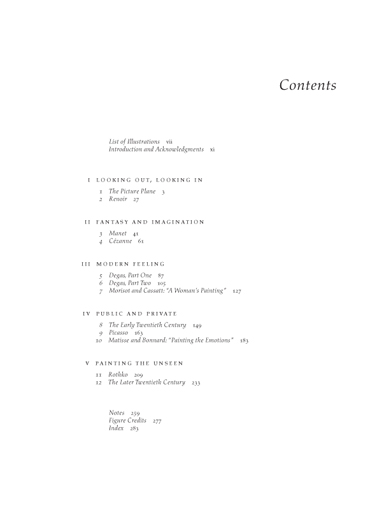 Contents
List of Illustrations vii
Introduction and Acknowledgments xi
I LOOKING OUT, LOOKING IN
1 The Picture Plane 3
2 Renoir 27
II FANTASY AND IMAGINATION
3 Manet 41
4 Cézanne 61
III MODERN FEELING
5 Degas, Part One 87
6 Degas, Part Two 105
7 Morisot and Cassatt: “A Woman’s Painting” 127
IV PUBLIC AND PRIVATE
8 The Early Twentieth Century 149
9 Picasso 163
10 Matisse and Bonnard: “Painting the Emotions” 183
V PAINTING THE UNSEEN
11 Rothko 209
12 The Later Twentieth Century 233
Notes 259
Figure Credits 277
Index 283